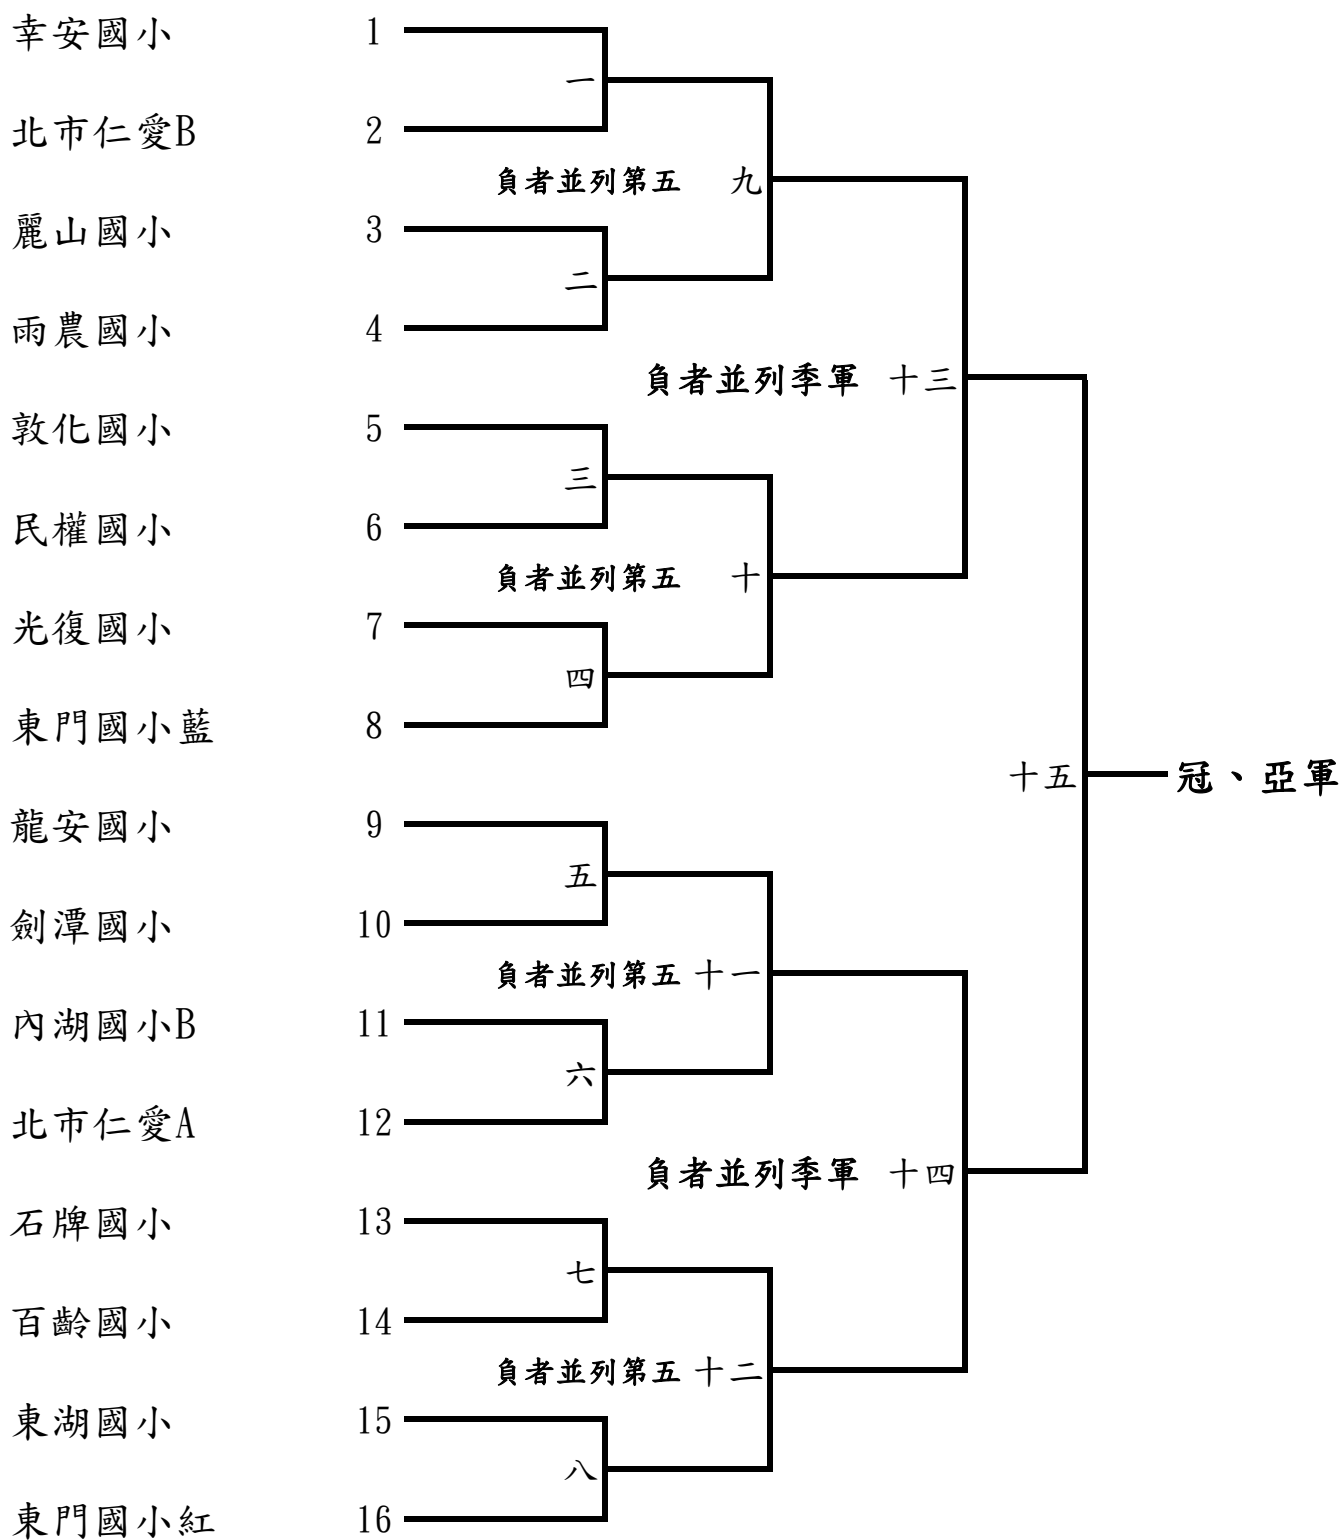 幸安國小 1
一
北市仁愛B 2
負者並列第五 九
麗山國小 3
二
雨農國小 4
負者並列季軍 十三
敦化國小 5
三
民權國小 6
負者並列第五 十
光復國小 7
四
東門國小藍 8
十五 冠、亞軍
龍安國小 9
五
劍潭國小 10
負者並列第五 十一
內湖國小B 11
六
北市仁愛A 12
負者並列季軍 十四
石牌國小 13
七
百齡國小 14
負者並列第五 十二
東湖國小 15
八
東門國小紅 16